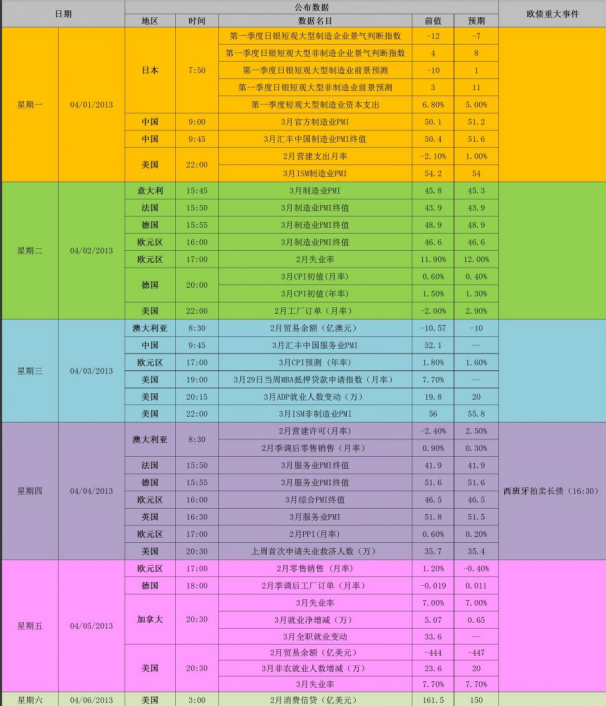 日期 公布数据 欧债重大事件
地区 时间 数据名目 前值 预期
星期一 04/01/2013 日本 7:50 第一季度日银短观大型制造企业景气判断指数 -12 -7
第一季度日银短观大型非制造企业景气判断指数 4 8
第一季度日银短观大型制造业前景预测 -10 1
第一季度日银短观大型非制造业前景预测 3 11
第一季度短观大型制造业资本支出 6.80% 5.00%
中国 9:00 3月官方制造业PMI 50.1 51.2
中国 9:45 3月汇丰中国制造业PMI终值 50.4 51.6
美国 22:00 2月营建支出月率 -2.10% 1.00%
3月ISM制造业PMI 54.2 54
星期二 04/02/2013 意大利 15:45 3月制造业PMI 45.8 45.3
法国 15:50 3月制造业PMI终值 43.9 43.9
德国 15:55 3月制造业PMI终值 48.9 48.9
欧元区 16:00 3月制造业PMI终值 46.6 46.6
欧元区 17:00 2月失业率 11.90% 12.00%
德国 20:00 3月CPI初值(月率) 0.60% 0.40%
3月CPI初值(年率) 1.50% 1.30%
美国 22:00 2月工厂订单（月率） -2.00% 2.90%
星期三 04/03/2013 澳大利亚 8:30 2月贸易余额（亿澳元） -10.57 -10
中国 9:45 3月汇丰中国服务业PMI 52.1 —
欧元区 17:00 3月CPI预测（年率） 1.80% 1.60%
美国 19:00 3月29日当周MBA抵押贷款申请指数（月率） 7.70% —
美国 20:15 3月ADP就业人数变动（万） 19.8 20
美国 22:00 3月ISM非制造业PMI 56 55.8
星期四 04/04/2013 澳大利亚 8:30 2月营建许可(月率) -2.40% 2.50% 西班牙拍卖长债（16:30）
2月季调后零售销售（月率） 0.90% 0.30%
法国 15:50 3月服务业PMI终值 41.9 41.9
德国 15:55 3月服务业PMI终值 51.6 51.6
欧元区 16:00 3月综合PMI终值 46.5 46.5
英国 16:30 3月服务业PMI 51.8 51.5
欧元区 17:00 2月PPI(月率) 0.60% 0.20%
美国 20:30 上周首次申请失业救济人数（万） 35.7 35.4
星期五 04/05/2013 欧元区 17:00 2月零售销售（月率） 1.20% -0.40%
德国 18:00 2月季调后工厂订单（月率） -0.019 0.011
加拿大 20:30 3月失业率 7.00% 7.00%
3月就业净增减（万） 5.07 0.65
3月全职就业变动 33.6 —
美国 20:30 2月贸易余额（亿美元） -444 -447
3月非农就业人数增减（万） 23.6 20
3月失业率 7.70% 7.70%
星期六 04/06/2013 美国 3:00 2月消费信贷（亿美元） 161.5 150